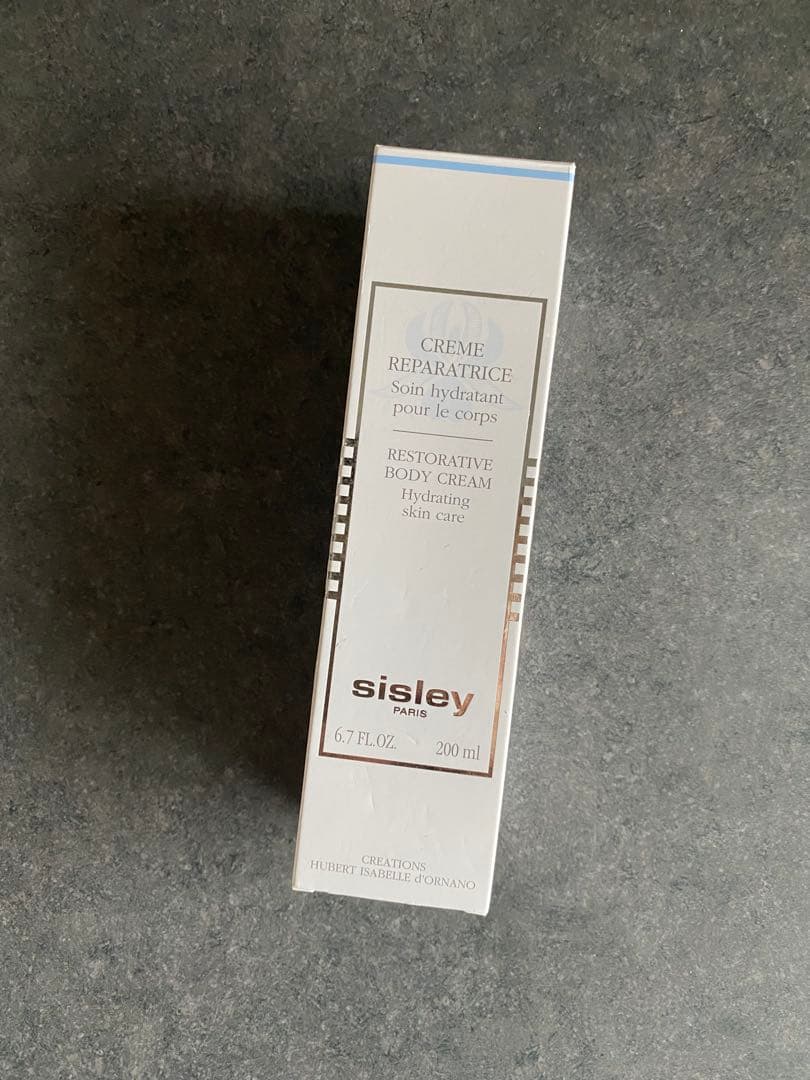 CREME
REPARATRICE
Soin hydratant
pour le corps
RESTORATIVE
BODY CREAM
Hydrating
skin care
sisley
PARIS
6.7 FL.OZ. 200 ml
CREATIONS
HUBERT ISABELLE d'ORNANO